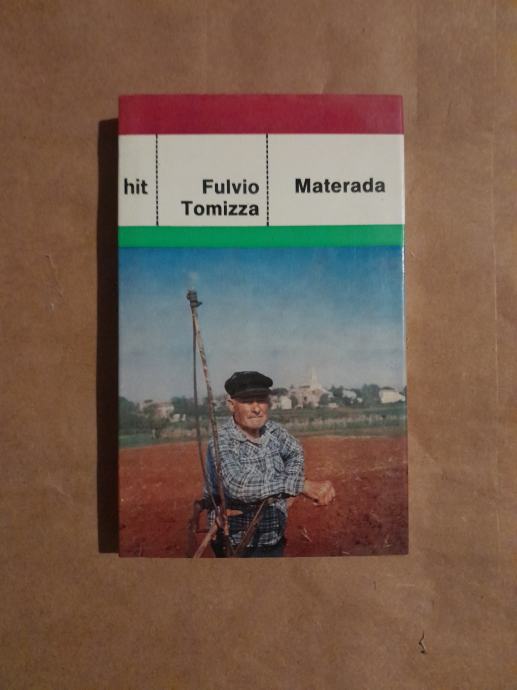 hit
Fulvio
Tomizza
Materada